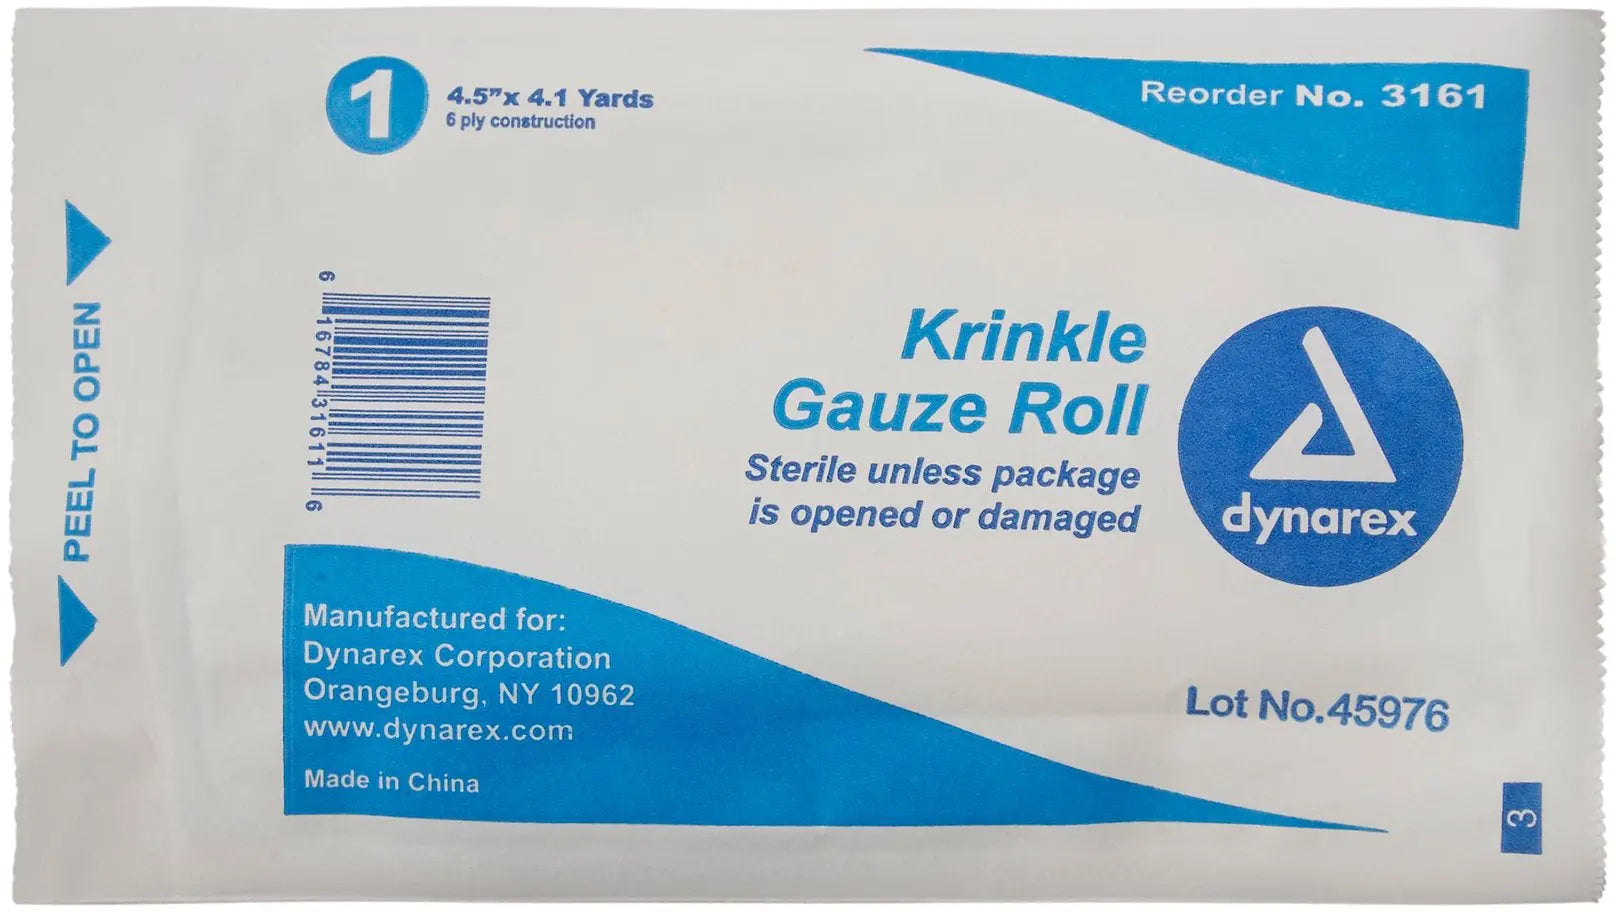 1
4.5”x 4.1 Yards
6 ply construction
Reorder No. 3161
PEEL TO OPEN
6 16784 31611 6
Krinkle
Gauze Roll
Sterile unless package
is opened or damaged
dynarex
Manufactured for:
Dynarex Corporation
Orangeburg, NY 10962
www.dynarex.com
Made in China
Lot No.45976
3